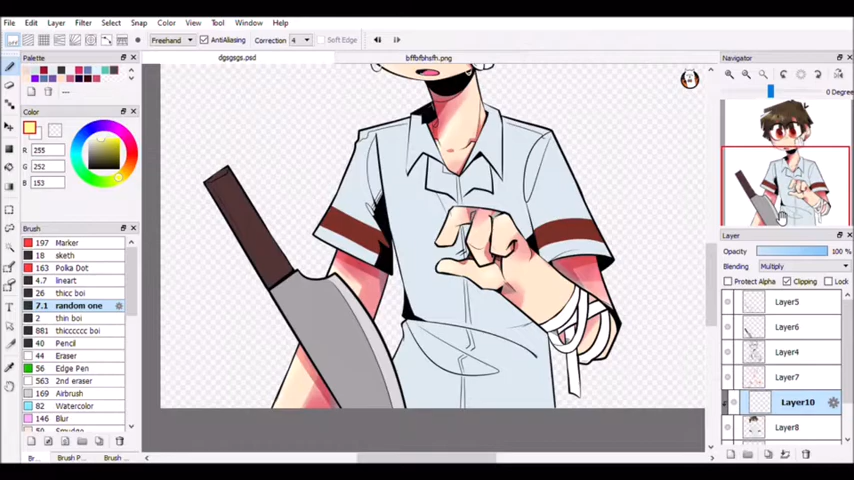 File Edit Layer Filter Select Snap Color View Tool Window Help
Freehand AntiAliasing Correction 4 Soft Edge
Palette
dgsgsgs.psd
bffbfbhsfh.png
Navigator
---
0 Degree
Color
R 255
G 252
B 153
Brush
197 Marker
18 sketh
163 Polka Dot
4.7 lineart
26 thicc boi
7.1 random one
2 thin boi
881 thicccccc boi
40 Pencil
44 Eraser
56 Edge Pen
563 2nd eraser
169 Airbrush
82 Watercolor
146 Blur
Smudge
Br... Brush P... Brush ...
Layer
Opacity 100 %
Blending Multiply
Protect Alpha Clipping Lock
Layer5
Layer6
Layer4
Layer7
Layer10
Layer8